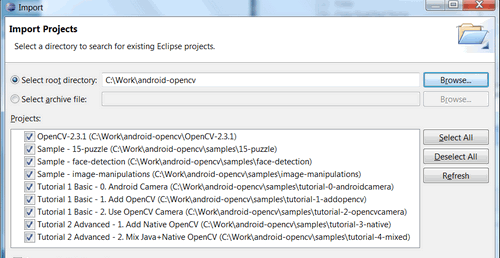 Import
Import Projects
Select a directory to search for existing Eclipse projects.
Select root directory: C:\Work\android-opencv Browse...
Select archive file: Browse...
Projects:
OpenCV-2.3.1 (C:\Work\android-opencv\OpenCV-2.3.1) Select All
Sample - 15-puzzle (C:\Work\android-opencv\samples\15-puzzle)
Sample - face-detection (C:\Work\android-opencv\samples\face-detection) Deselect All
Sample - image-manipulations (C:\Work\android-opencv\samples\image-manipulations)
Tutorial 1 Basic - 0. Android Camera (C:\Work\android-opencv\samples\tutorial-0-androidcamera) Refresh
Tutorial 1 Basic - 1. Add OpenCV (C:\Work\android-opencv\samples\tutorial-1-addopencv)
Tutorial 1 Basic - 2. Use OpenCV Camera (C:\Work\android-opencv\samples\tutorial-2-opencvcamera)
Tutorial 2 Advanced - 1. Add Native OpenCV (C:\Work\android-opencv\samples\tutorial-3-native)
Tutorial 2 Advanced - 2. Mix Java+Native OpenCV (C:\Work\android-opencv\samples\tutorial-4-mixed)